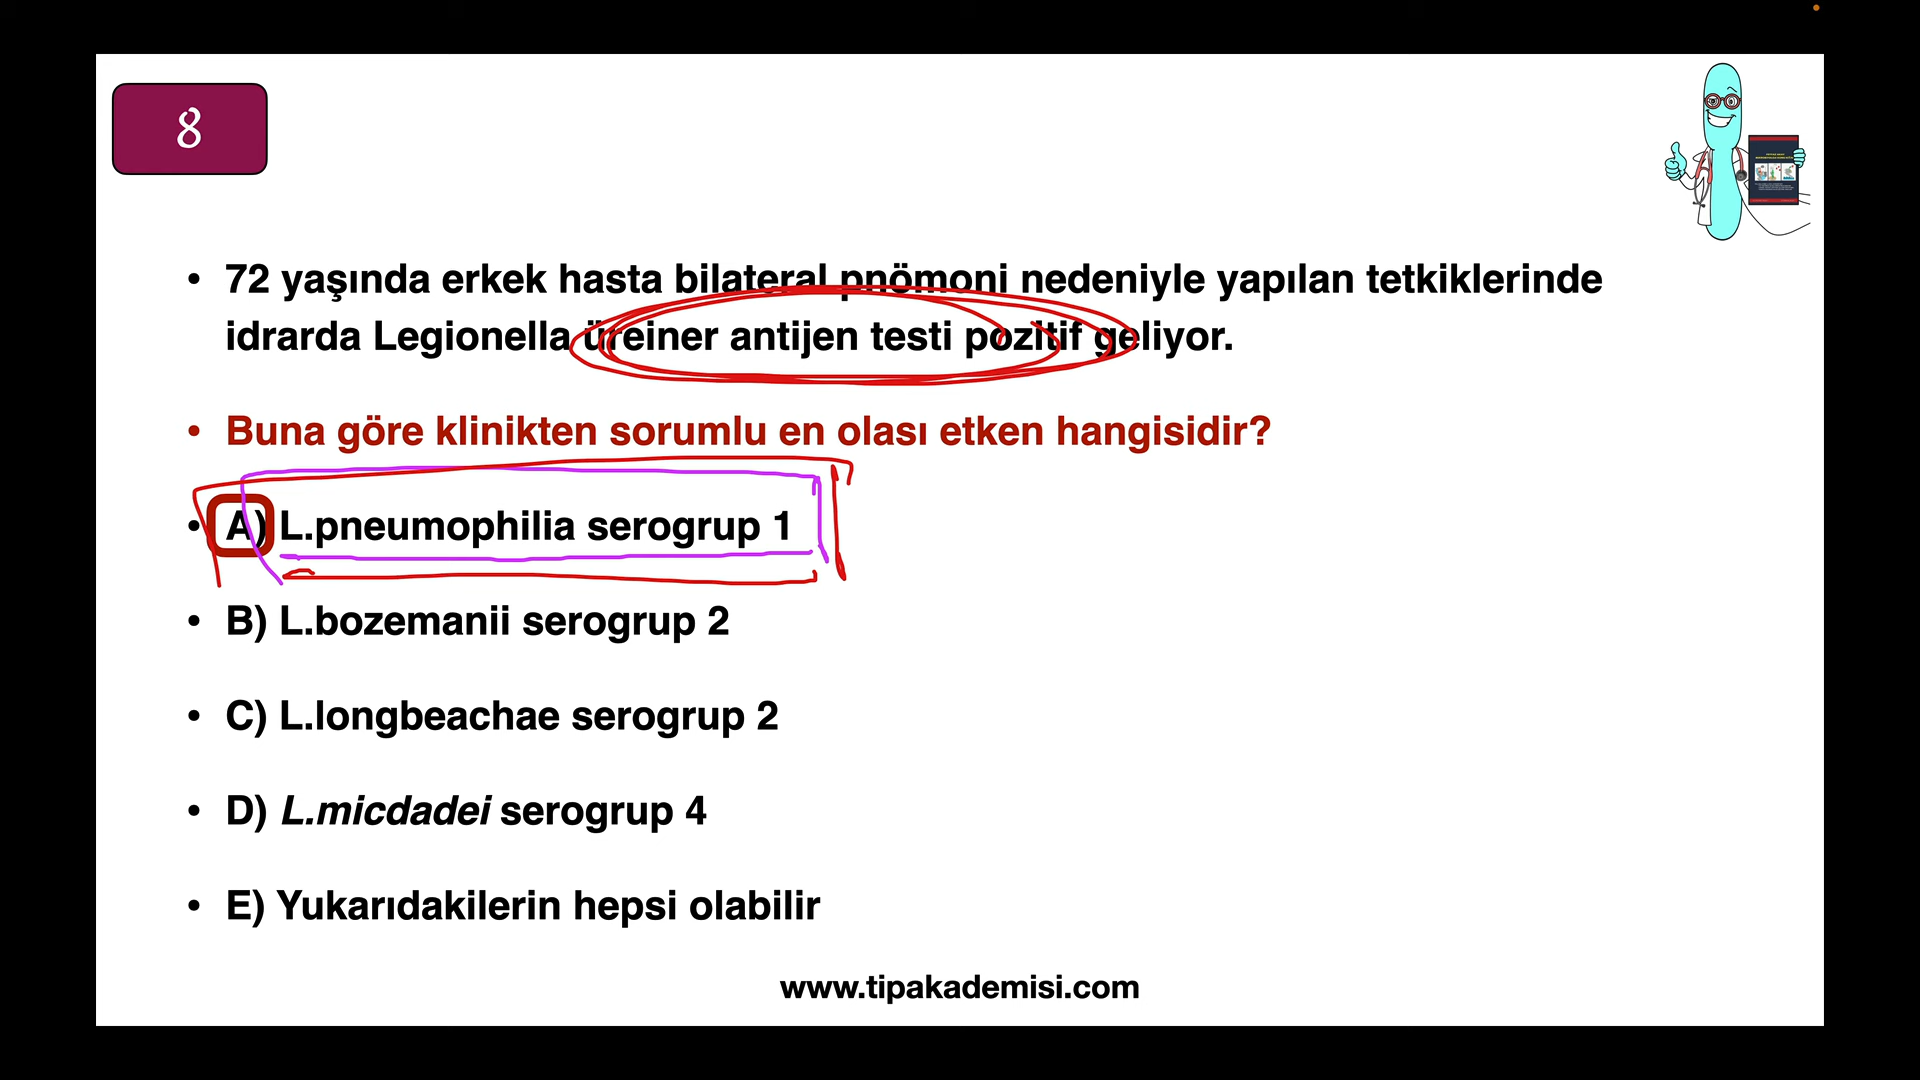 8
• 72 yaşında erkek hasta bilateral pnömoni nedeniyle yapılan tetkiklerinde
idrarda Legionella üreiner antijen testi pozitif geliyor.
• Buna göre klinikten sorumlu en olası etken hangisidir?
• A) L.pneumophilia serogrup 1
• B) L.bozemanii serogrup 2
• C) L.longbeachae serogrup 2
• D) L.micdadei serogrup 4
• E) Yukarıdakilerin hepsi olabilir
www.tipakademisi.com